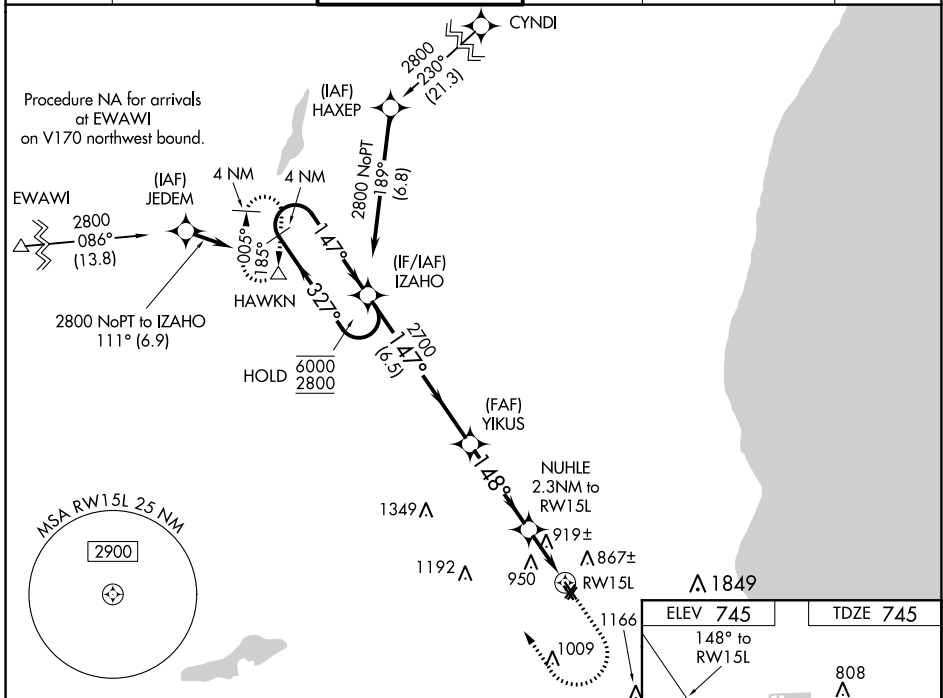 CYNDI
2800
230°
(21.3)
(IAF)
HAXEP
Procedure NA for arrivals
at EWAWI
on V170 northwest bound.
2800 NoPT
189°
(6.8)
4 NM
4 NM
(IAF)
JEDEM
EWAWI
2800
086°
(13.8)
005°
185°
147°
(IF/IAF)
IZAHO
HAWKN
327°
2800 NoPT to IZAHO
111° (6.9)
HOLD
6000
2800
2700
147°
(6.5)
(FAF)
YIKUS
148°
NUHLE
2.3NM to
RW15L
1349
919±
867±
1192
950
RW15L
1849
MSA RW15L 25 NM
2900
1166
1009
ELEV 745
TDZE 745
148° to
RW15L
808